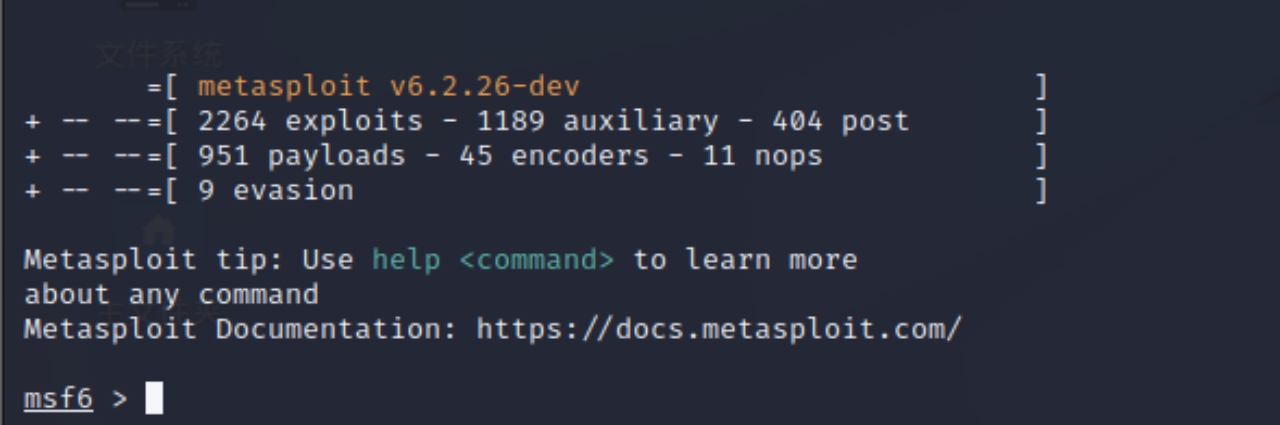 文件系统
=[ metasploit v6.2.26-dev ]
+ -- --=[ 2264 exploits - 1189 auxiliary - 404 post ]
+ -- --=[ 951 payloads - 45 encoders - 11 nops ]
+ -- --=[ 9 evasion ]
Metasploit tip: Use help <command> to learn more
about any command
Metasploit Documentation: https://docs.metasploit.com/
msf6 >